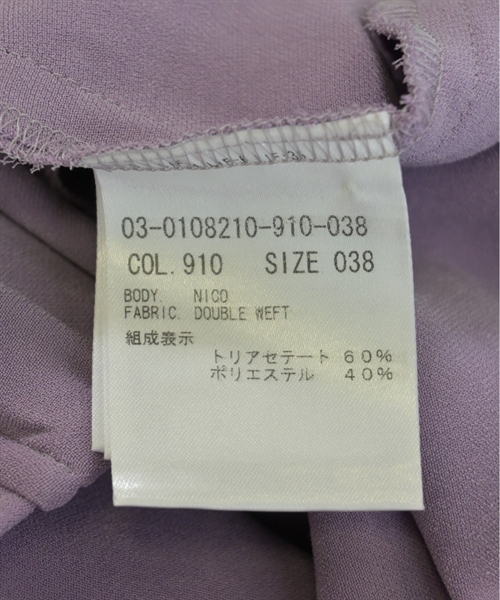 03-0108210-910-038
COL.910 SIZE 038
BODY. NICO
FABRIC. DOUBLE WEFT
組成表示
トリアセテート 60%
ポリエステル 40%